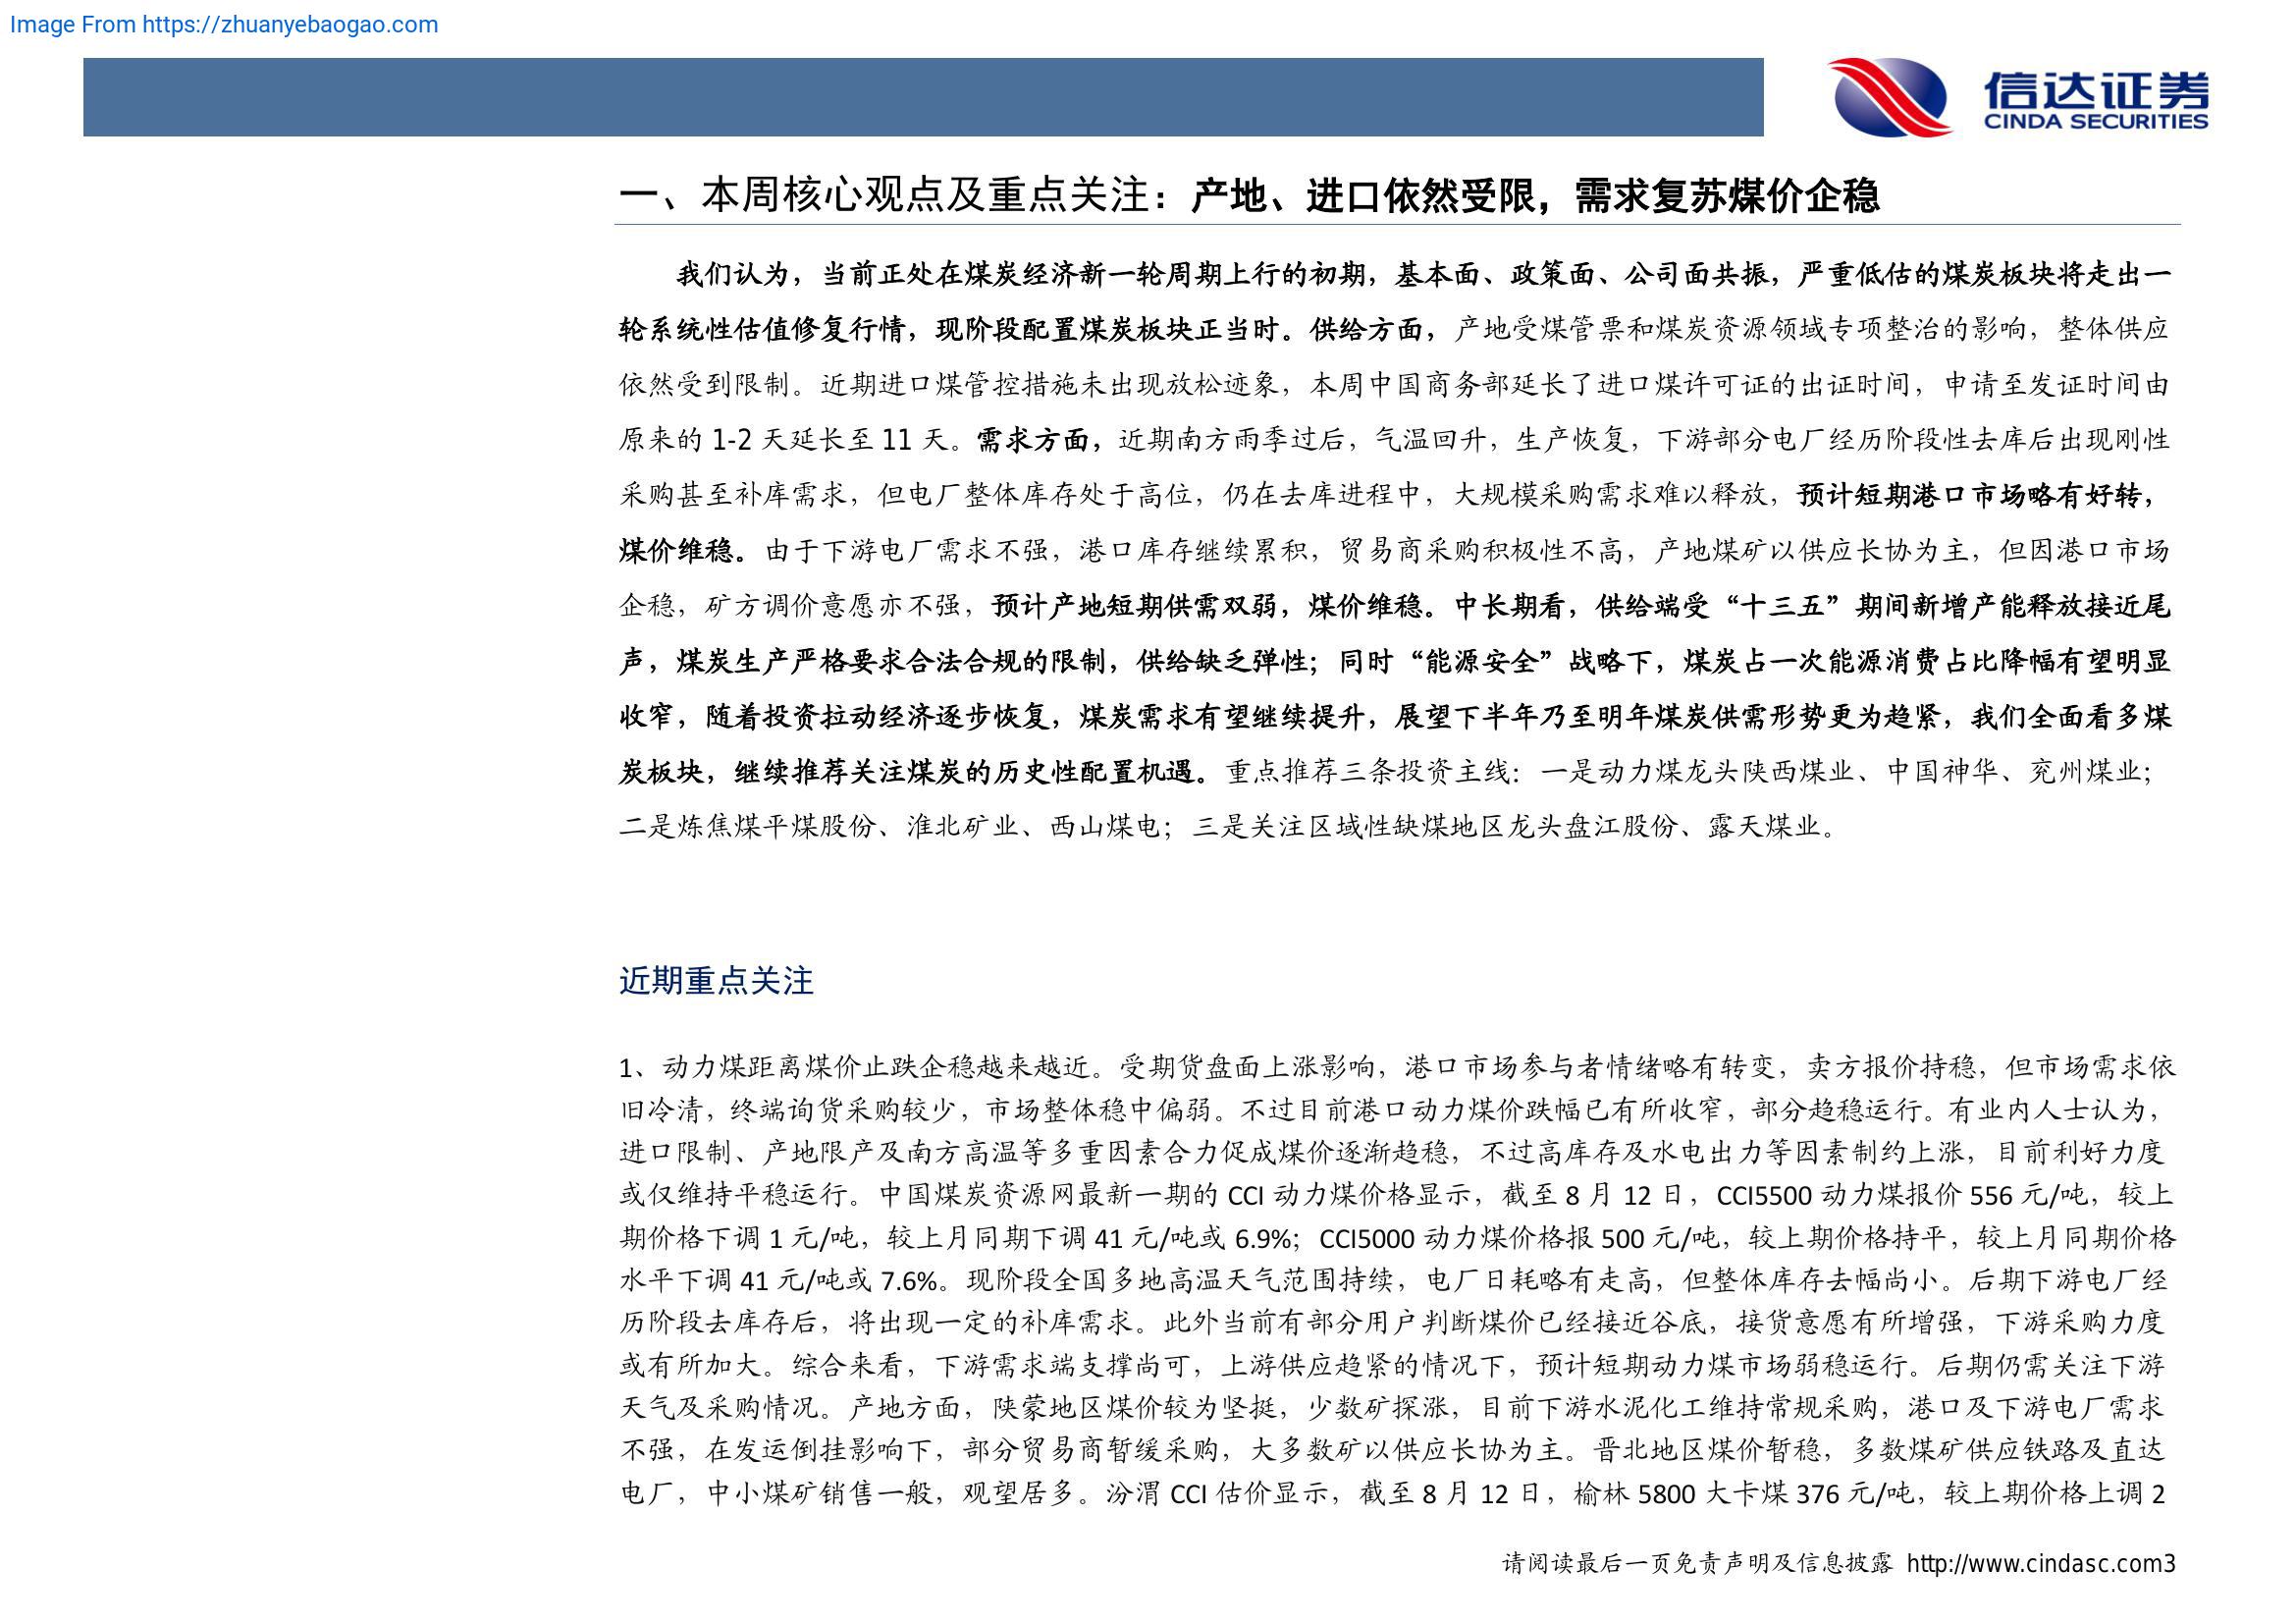 Image From https://zhuanyebaogao.com
信达证券
CINDA SECURITIES
一、本周核心观点及重点关注：产地、进口依然受限，需求复苏煤价企稳
我们认为，当前正处在煤炭经济新一轮周期上行的初期，基本面、政策面、公司面共振，严重低估的煤炭板块将走出一
轮系统性估值修复行情，现阶段配置煤炭板块正当时。供给方面，产地受煤管票和煤炭资源领域专项整治的影响，整体供应
依然受到限制。近期进口煤管控措施未出现放松迹象，本周中国商务部延长了进口煤许可证的出证时间，申请至发证时间由
原来的 1-2 天延长至 11 天。需求方面，近期南方雨季过后，气温回升，生产恢复，下游部分电厂经历阶段性去库后出现刚性
采购甚至补库需求，但电厂整体库存处于高位，仍在去库进程中，大规模采购需求难以释放，预计短期港口市场略有好转，
煤价维稳。由于下游电厂需求不强，港口库存继续累积，贸易商采购积极性不高，产地煤矿以供应长协为主，但因港口市场
企稳，矿方调价意愿亦不强，预计产地短期供需双弱，煤价维稳。中长期看，供给端受“十三五”期间新增产能释放接近尾
声，煤炭生产严格要求合法合规的限制，供给缺乏弹性；同时“能源安全”战略下，煤炭占一次能源消费占比降幅有望明显
收窄，随着投资拉动经济逐步恢复，煤炭需求有望继续提升，展望下半年乃至明年煤炭供需形势更为趋紧，我们全面看多煤
炭板块，继续推荐关注煤炭的历史性配置机遇。重点推荐三条投资主线：一是动力煤龙头陕西煤业、中国神华、兖州煤业；
二是炼焦煤平煤股份、淮北矿业、西山煤电；三是关注区域性缺煤地区龙头盘江股份、露天煤业。
近期重点关注
1、动力煤距离煤价止跌企稳越来越近。受期货盘面上涨影响，港口市场参与者情绪略有转变，卖方报价持稳，但市场需求依
旧冷清，终端询货采购较少，市场整体稳中偏弱。不过目前港口动力煤价跌幅已有所收窄，部分趋稳运行。有业内人士认为，
进口限制、产地限产及南方高温等多重因素合力促成煤价逐渐趋稳，不过高库存及水电出力等因素制约上涨，目前利好力度
或仅维持平稳运行。中国煤炭资源网最新一期的 CCI 动力煤价格显示，截至 8 月 12 日，CCI5500 动力煤报价 556 元/吨，较上
期价格下调 1 元/吨，较上月同期下调 41 元/吨或 6.9%；CCI5000 动力煤价格报 500 元/吨，较上期价格持平，较上月同期价格
水平下调 41 元/吨或 7.6%。现阶段全国多地高温天气范围持续，电厂日耗略有走高，但整体库存去幅尚小。后期下游电厂经
历阶段去库存后，将出现一定的补库需求。此外当前有部分用户判断煤价已经接近谷底，接货意愿有所增强，下游采购力度
或有所加大。综合来看，下游需求端支撑尚可，上游供应趋紧的情况下，预计短期动力煤市场弱稳运行。后期仍需关注下游
天气及采购情况。产地方面，陕蒙地区煤价较为坚挺，少数矿探涨，目前下游水泥化工维持常规采购，港口及下游电厂需求
不强，在发运倒挂影响下，部分贸易商暂缓采购，大多数矿以供应长协为主。晋北地区煤价暂稳，多数煤矿供应铁路及直达
电厂，中小煤矿销售一般，观望居多。汾渭 CCI 估价显示，截至 8 月 12 日，榆林 5800 大卡煤 376 元/吨，较上期价格上调 2
请阅读最后一页免责声明及信息披露 http://www.cindasc.com3